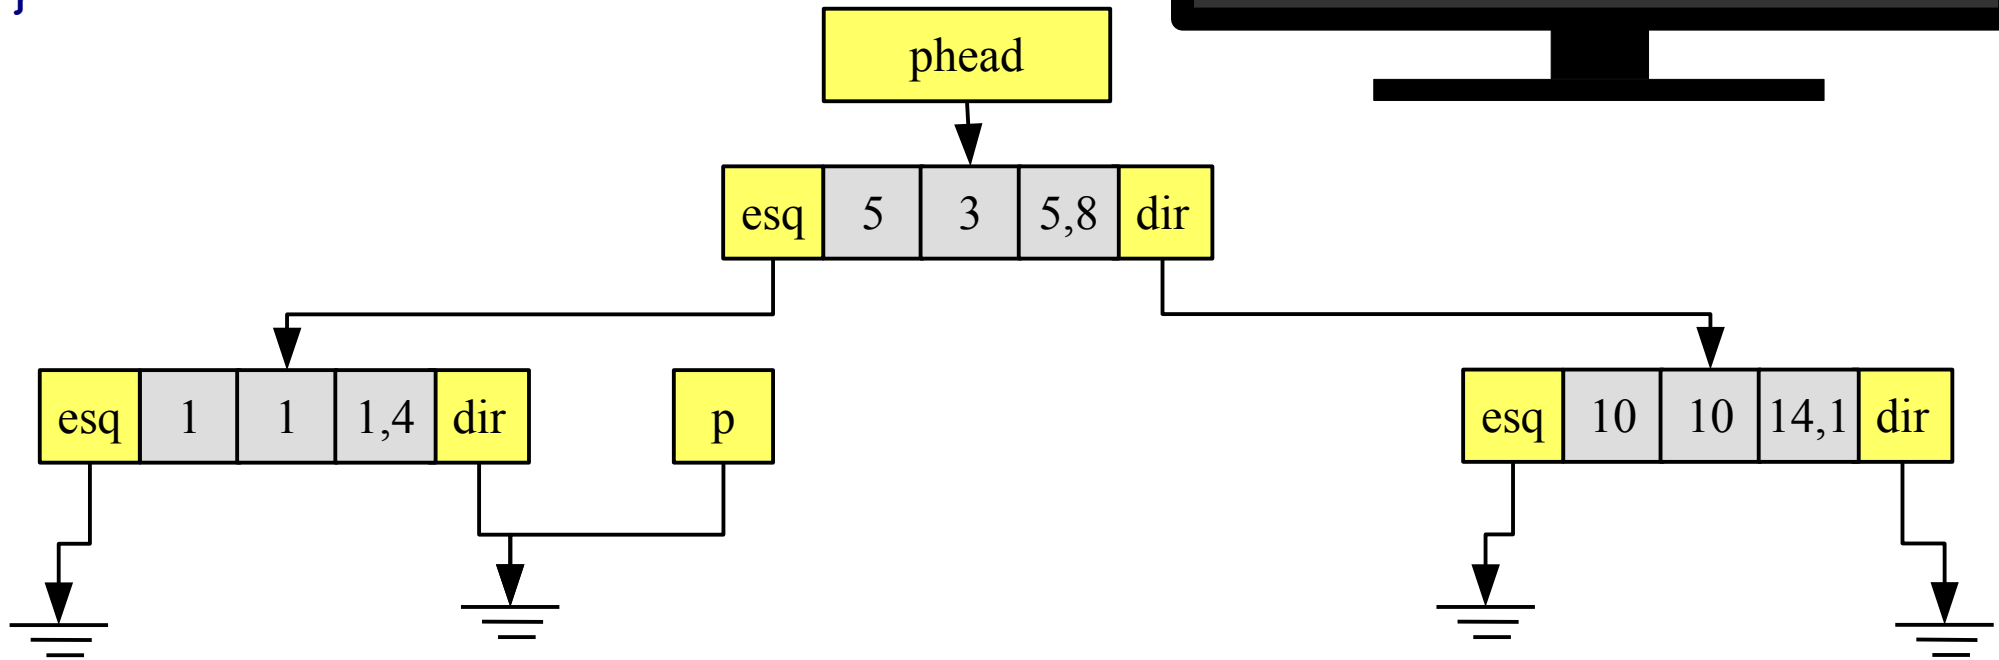 }
phead
esq 5 3 5,8 dir
esq 1 1 1,4 dir
p
esq 10 10 14,1 dir